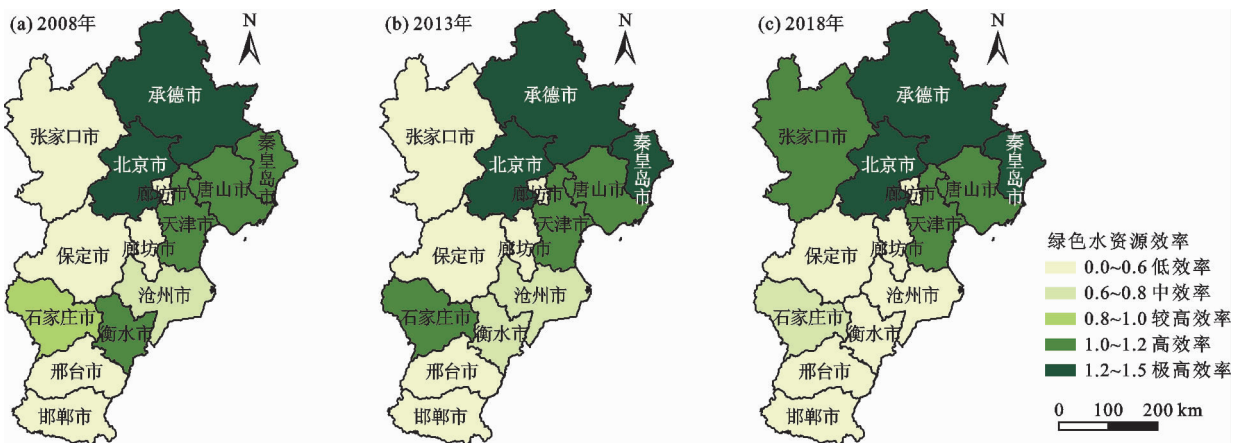 (a) 2008年
N
承德市
张家口市
北京市
秦皇岛市
廊坊市
唐山市
天津市
廊坊市
保定市
沧州市
石家庄市
衡水市
邢台市
邯郸市
(b) 2013年
N
承德市
张家口市
北京市
秦皇岛市
廊坊市
唐山市
天津市
廊坊市
保定市
沧州市
石家庄市
衡水市
邢台市
邯郸市
(c) 2018年
N
承德市
张家口市
北京市
秦皇岛市
廊坊市
唐山市
天津市
廊坊市
保定市
沧州市
石家庄市
衡水市
邢台市
邯郸市
绿色水资源效率
0.0~0.6 低效率
0.6~0.8 中效率
0.8~1.0 较高效率
1.0~1.2 高效率
1.2~1.5 极高效率
0 100 200 km